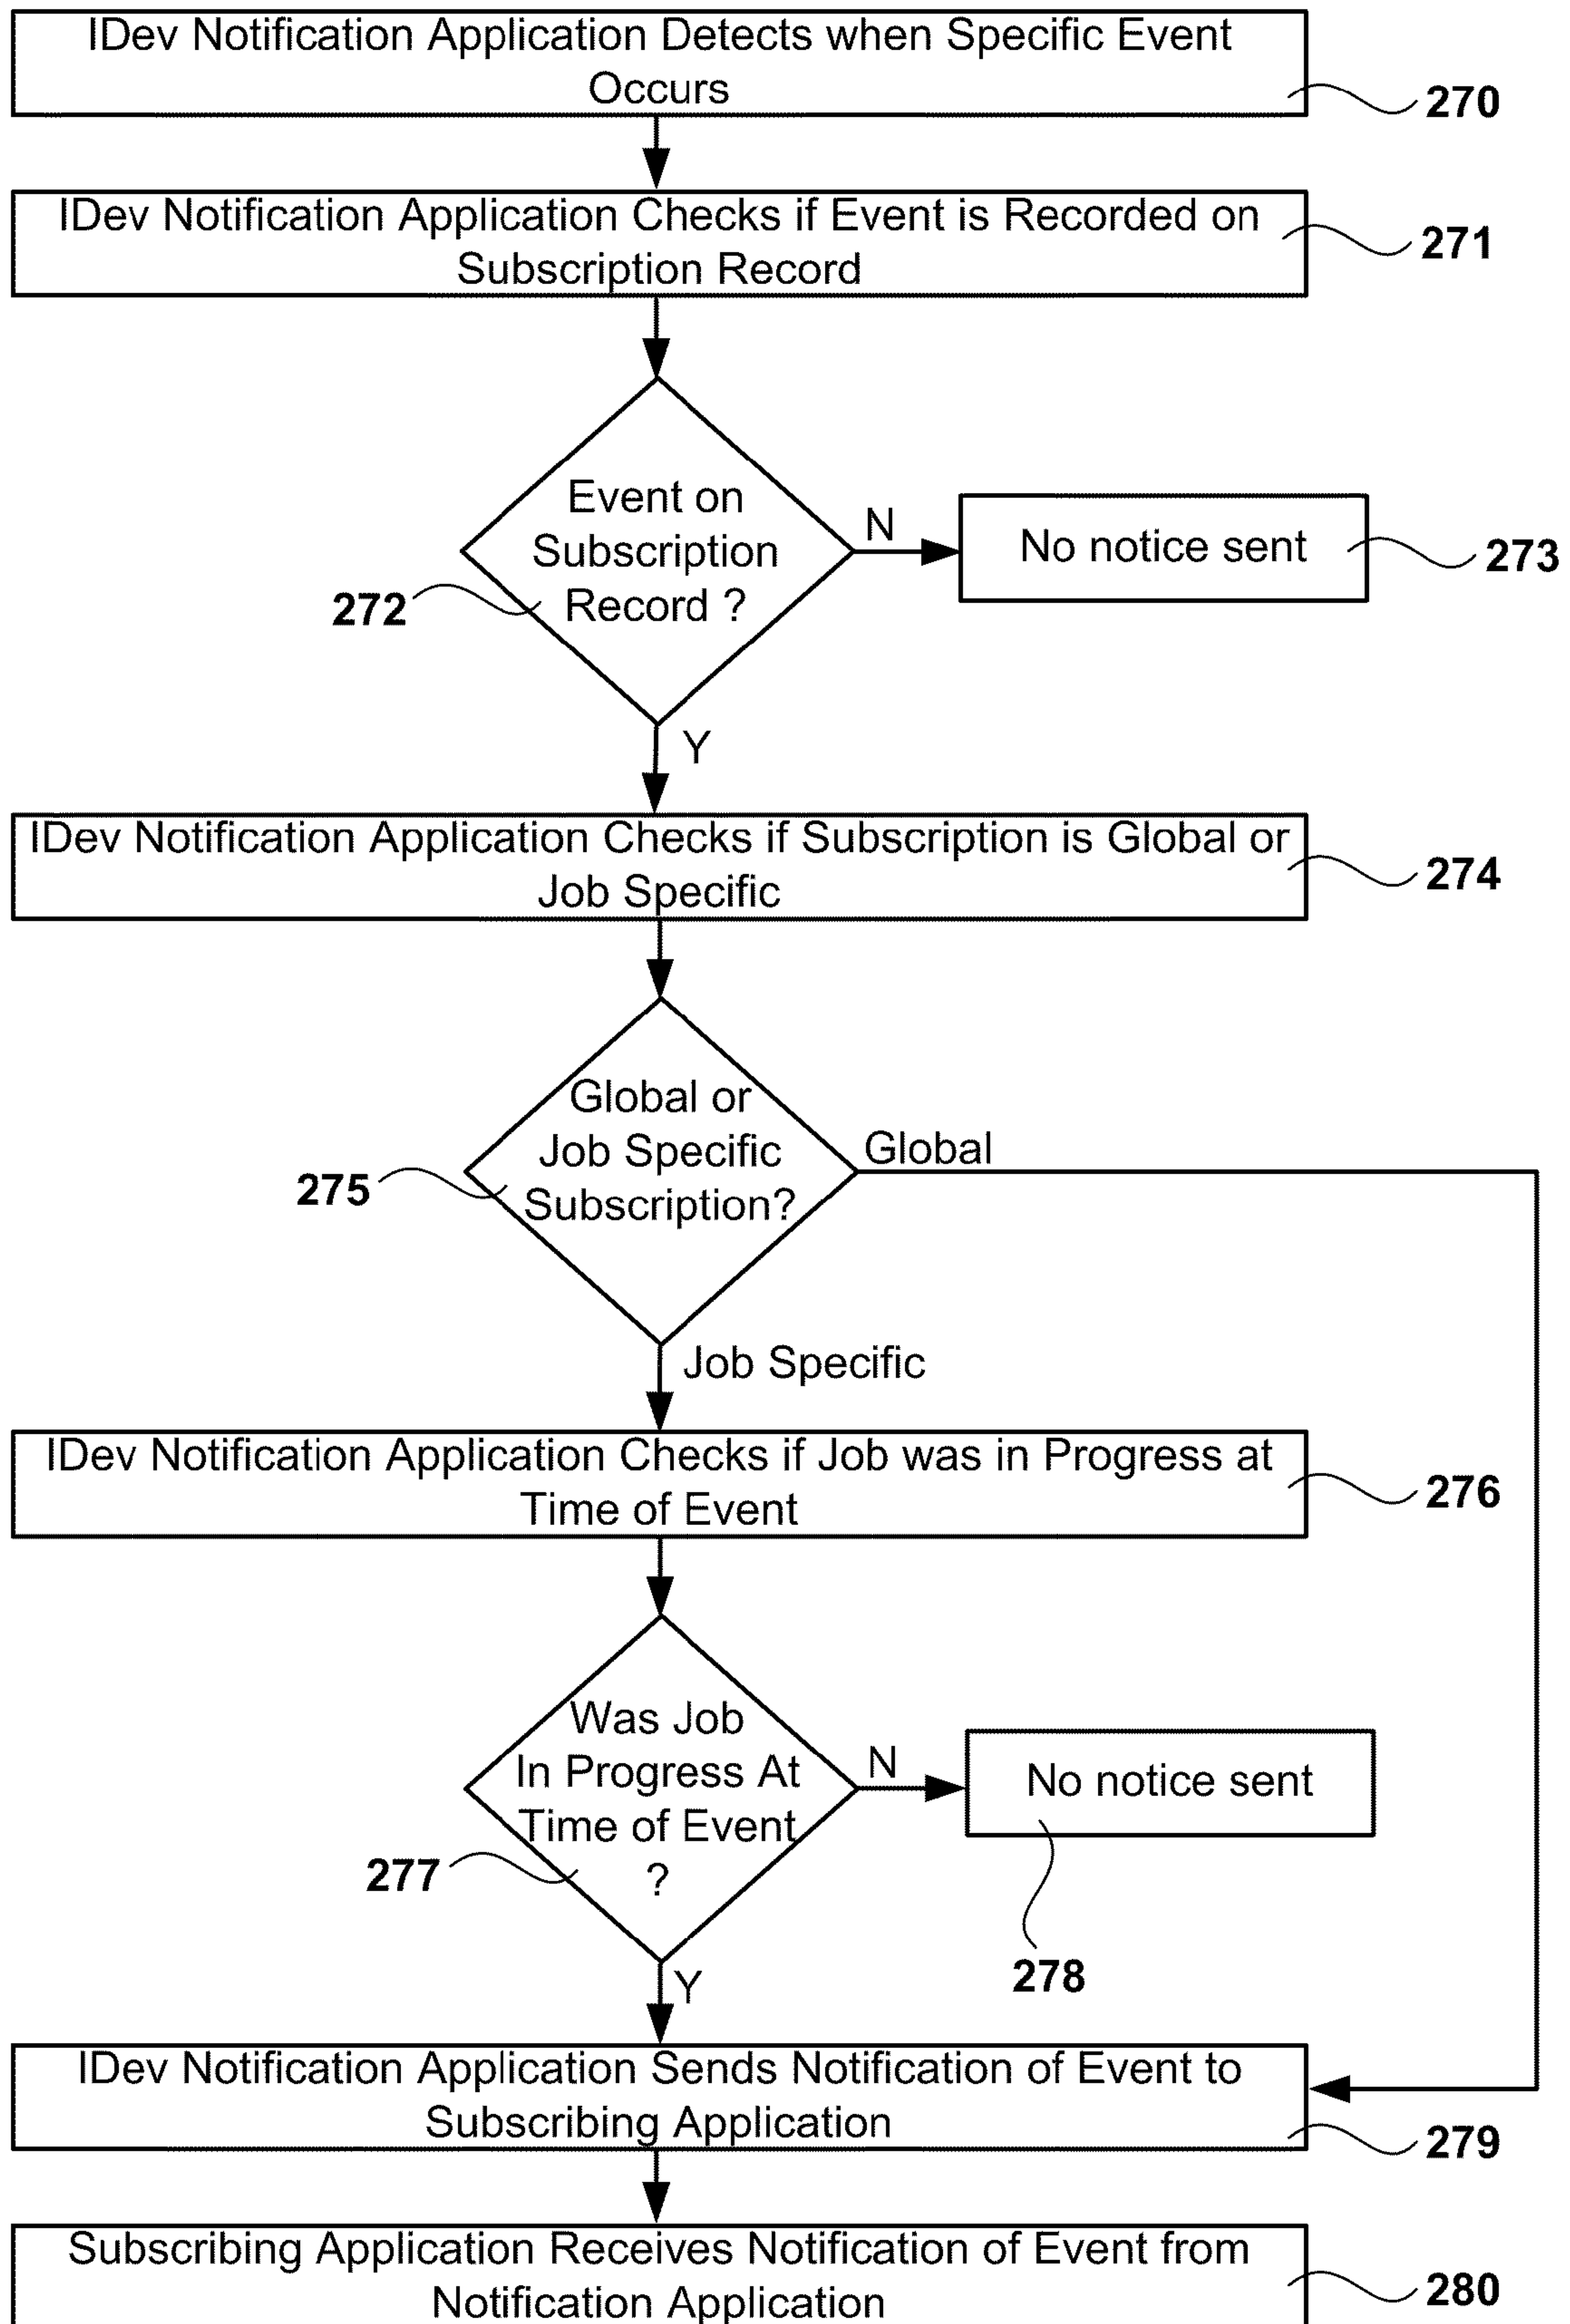 IDev Notification Application Detects when Specific Event
Occurs
270
IDev Notification Application Checks if Event is Recorded on
Subscription Record
271
Event on
Subscription
Record ?
272
N
No notice sent
273
Y
IDev Notification Application Checks if Subscription is Global or
Job Specific
274
Global or
Job Specific
Subscription?
275
Global
Job Specific
IDev Notification Application Checks if Job was in Progress at
Time of Event
276
Was Job
In Progress At
Time of Event
?
277
N
No notice sent
278
Y
IDev Notification Application Sends Notification of Event to
Subscribing Application
279
Subscribing Application Receives Notification of Event from
Notification Application
280